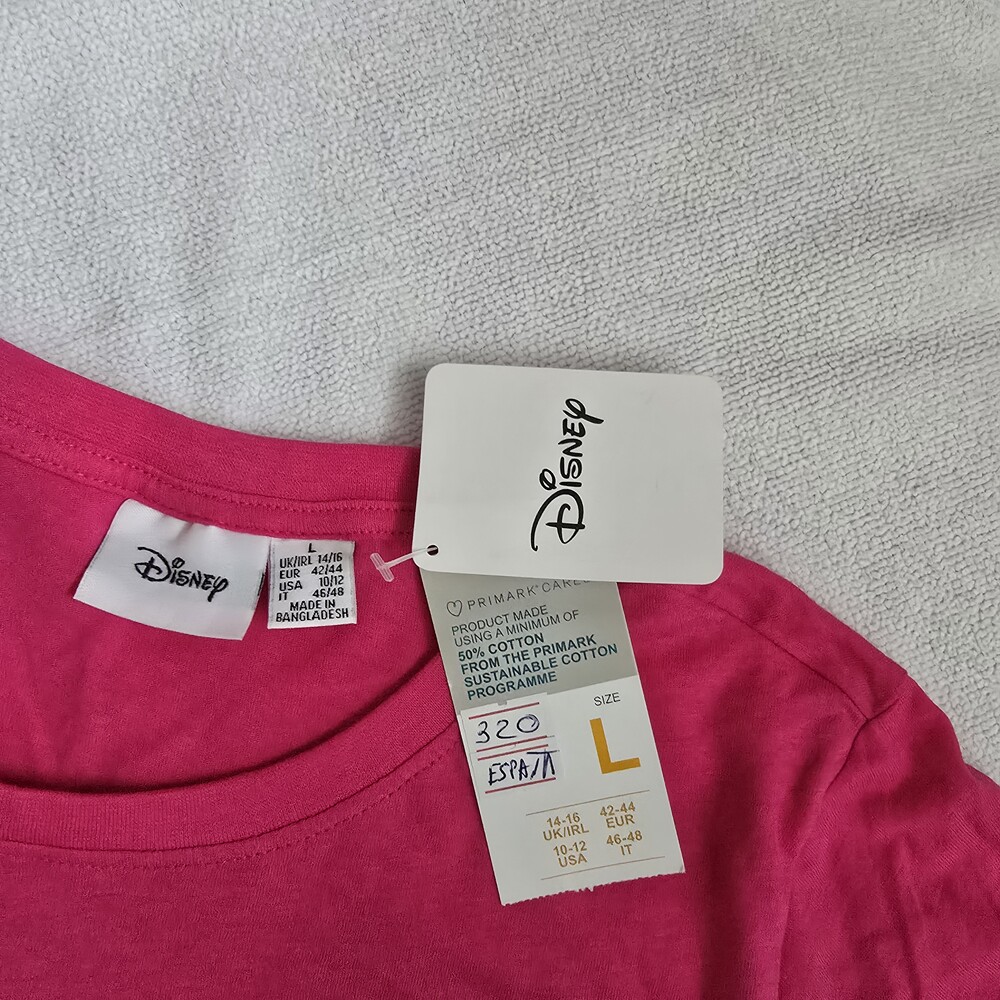 Disney
L
UK/IRL 14/16
EUR 42/44
USA 10/12
IT 46/48
MADE IN
BANGLADESH
Disney
PRIMARK® CARES
PRODUCT MADE
USING A MINIMUM OF
50% COTTON
FROM THE PRIMARK
SUSTAINABLE COTTON
PROGRAMME
320
SIZE
L
14-16
UK/IRL
42-44
EUR
10-12
USA
46-48
IT